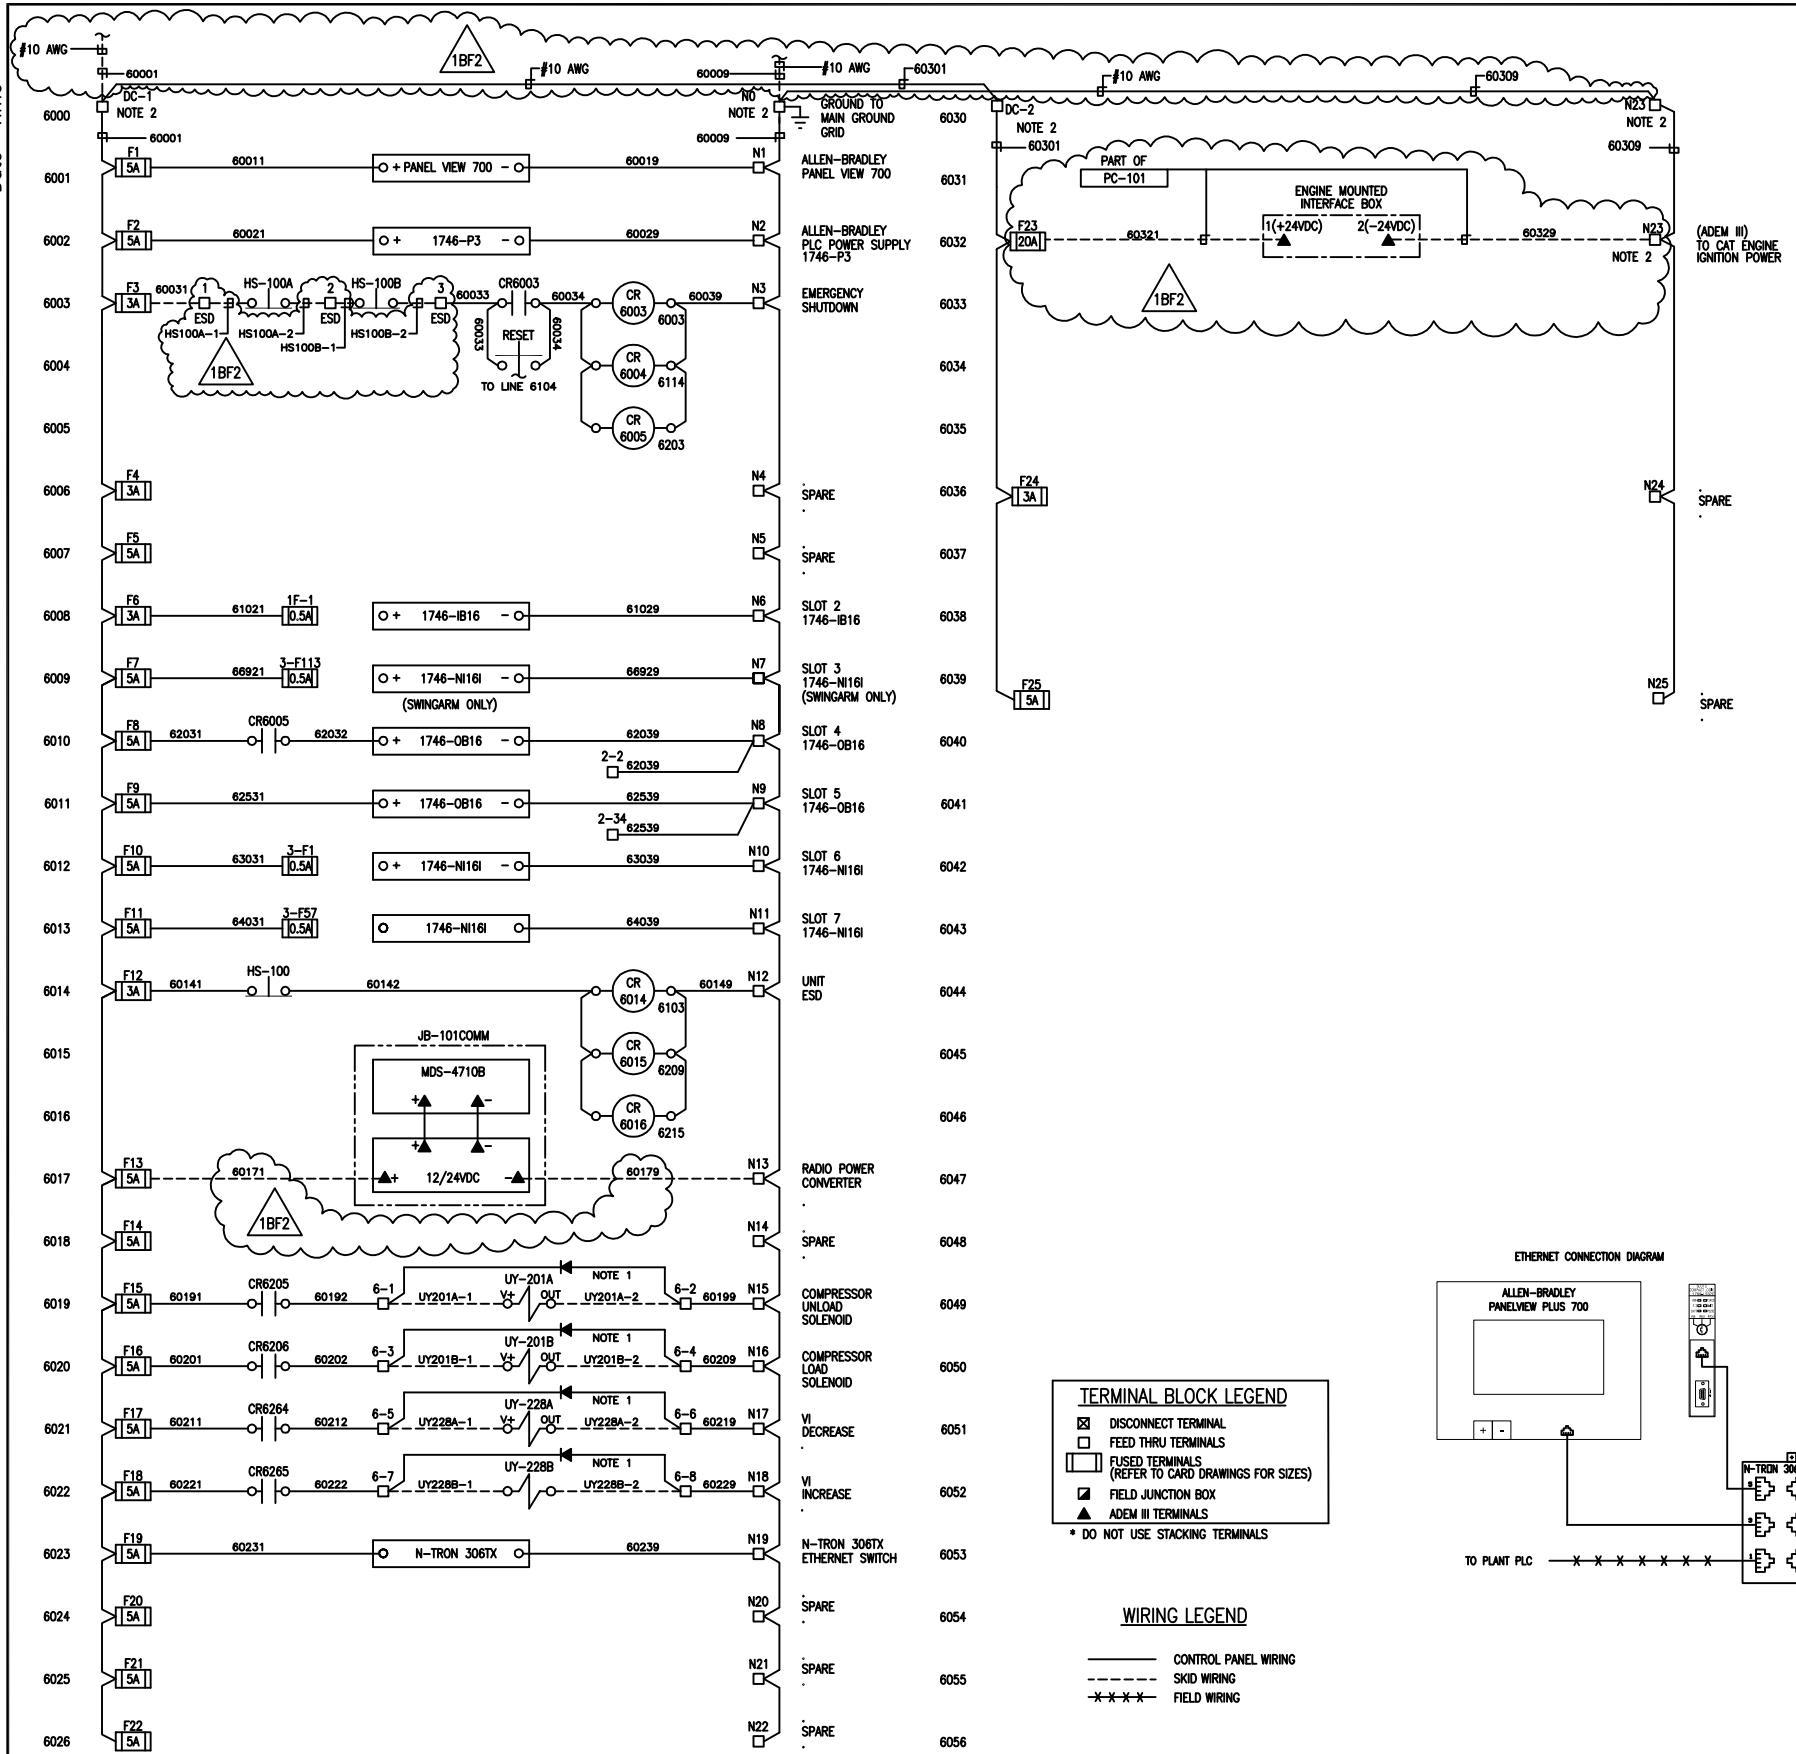 #10 AWG
1BF2
60001
#10 AWG
60009
#10 AWG
60301
#10 AWG
60309
6000
DC-1
NOTE 2
N0
NOTE 2
GROUND TO
MAIN GROUND
GRID
6030
DC-2
NOTE 2
N23
NOTE 2
60001
60009
60301
60309
6001
F1
5A
60011
+ PANEL VIEW 700 -
60019
N1
ALLEN-BRADLEY
PANEL VIEW 700
6031
PART OF
PC-101
ENGINE MOUNTED
INTERFACE BOX
6002
F2
5A
60021
+ 1746-P3 -
60029
N2
ALLEN-BRADLEY
PLC POWER SUPPLY
1746-P3
6032
F23
20A
60321
1(+24VDC)
2(-24VDC)
60329
N23
NOTE 2
(ADEM III)
TO CAT ENGINE
IGNITION POWER
1BF2
6003
F3
3A
60031
1
ESD
HS-100A
2
ESD
HS-100B
3
ESD
60033
CR6003
60034
CR
6003
6003
60039
N3
EMERGENCY
SHUTDOWN
6033
HS100A-1
HS100A-2
HS100B-1
HS100B-2
1BF2
60033
RESET
60034
TO LINE 6104
6004
CR
6004
6114
6034
6005
CR
6005
6203
6035
6006
F4
3A
N4
SPARE
6036
F24
3A
N24
SPARE
6007
F5
5A
N5
SPARE
6037
6008
F6
3A
61021
1F-1
0.5A
+ 1746-IB16 -
61029
N6
SLOT 2
1746-IB16
6038
6009
F7
5A
66921
3-F113
0.5A
+ 1746-NI16I -
(SWINGARM ONLY)
66929
N7
SLOT 3
1746-NI16I
(SWINGARM ONLY)
6039
F25
5A
N25
SPARE
6010
F8
5A
62031
CR6005
62032
+ 1746-OB16 -
62039
N8
SLOT 4
1746-OB16
6040
2-2
62039
6011
F9
5A
62531
+ 1746-OB16 -
62539
N9
SLOT 5
1746-OB16
6041
2-34
62539
6012
F10
5A
63031
3-F1
0.5A
+ 1746-NI16I -
63039
N10
SLOT 6
1746-NI16I
6042
6013
F11
5A
64031
3-F57
0.5A
1746-NI16I
64039
N11
SLOT 7
1746-NI16I
6043
6014
F12
3A
60141
HS-100
60142
CR
6014
6103
60149
N12
UNIT
ESD
6044
6015
JB-101COMM
MDS-4710B
+ -
CR
6015
6209
6045
6016
+ -
CR
6016
6215
6046
6017
F13
5A
60171
+ 12/24VDC -
60179
N13
RADIO POWER
CONVERTER
6047
1BF2
6018
F14
5A
N14
SPARE
6048
6019
F15
5A
60191
CR6205
60192
6-1
UY201A-1
UY-201A
V+
OUT
NOTE 1
UY201A-2
6-2
60199
N15
COMPRESSOR
UNLOAD
SOLENOID
6049
6020
F16
5A
60201
CR6206
60202
6-3
UY201B-1
UY-201B
V+
OUT
NOTE 1
UY201B-2
6-4
60209
N16
COMPRESSOR
LOAD
SOLENOID
6050
6021
F17
5A
60211
CR6264
60212
6-5
UY228A-1
UY-228A
V+
OUT
NOTE 1
UY228A-2
6-6
60219
N17
VI
DECREASE
6051
6022
F18
5A
60221
CR6265
60222
6-7
UY228B-1
UY-228B
NOTE 1
UY228B-2
6-8
60229
N18
VI
INCREASE
6052
6023
F19
5A
60231
N-TRON 306TX
60239
N19
N-TRON 306TX
ETHERNET SWITCH
6053
6024
F20
5A
N20
SPARE
6054
6025
F21
5A
N21
SPARE
6055
6026
F22
5A
N22
SPARE
6056
ETHERNET CONNECTION DIAGRAM
ALLEN-BRADLEY
PANELVIEW PLUS 700
+ -
N-TRON 306
TO PLANT PLC
TERMINAL BLOCK LEGEND
DISCONNECT TERMINAL
FEED THRU TERMINALS
FUSED TERMINALS
(REFER TO CARD DRAWINGS FOR SIZES)
FIELD JUNCTION BOX
ADEM III TERMINALS
* DO NOT USE STACKING TERMINALS
WIRING LEGEND
CONTROL PANEL WIRING
SKID WIRING
FIELD WIRING